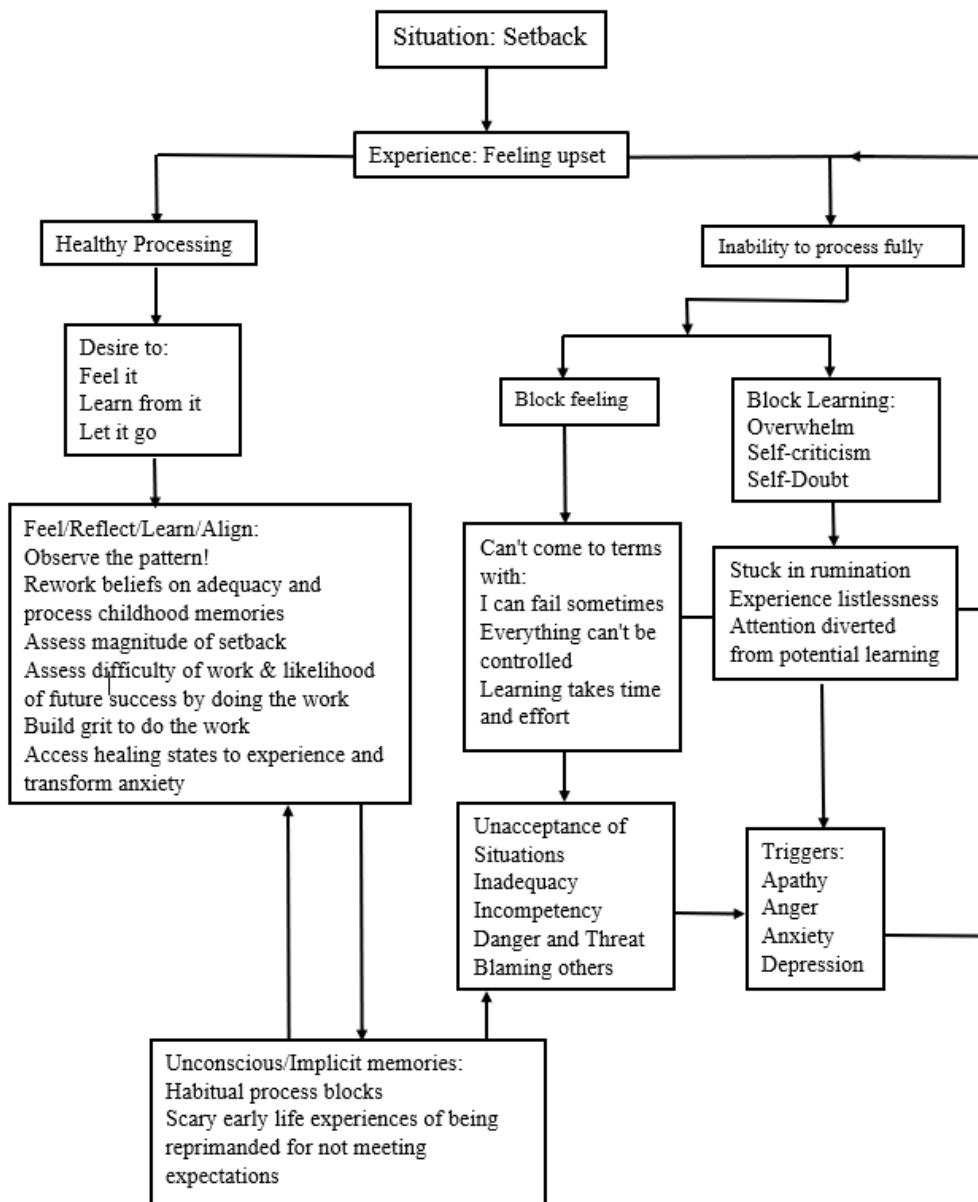 Situation: Setback
Experience: Feeling upset
Healthy Processing
Inability to process fully
Desire to:
Feel it
Learn from it
Let it go
Block feeling
Block Learning:
Overwhelm
Self-criticism
Self-Doubt
Feel/Reflect/Learn/Align:
Observe the pattern!
Rework beliefs on adequacy and
process childhood memories
Assess magnitude of setback
Assess difficulty of work & likelihood
of future success by doing the work
Build grit to do the work
Access healing states to experience and
transform anxiety
Can't come to terms
with:
I can fail sometimes
Everything can't be
controlled
Learning takes time
and effort
Stuck in rumination
Experience listlessness
Attention diverted
from potential learning
Unacceptance of
Situations
Inadequacy
Incompetency
Danger and Threat
Blaming others
Triggers:
Apathy
Anger
Anxiety
Depression
Unconscious/Implicit memories:
Habitual process blocks
Scary early life experiences of being
reprimanded for not meeting
expectations